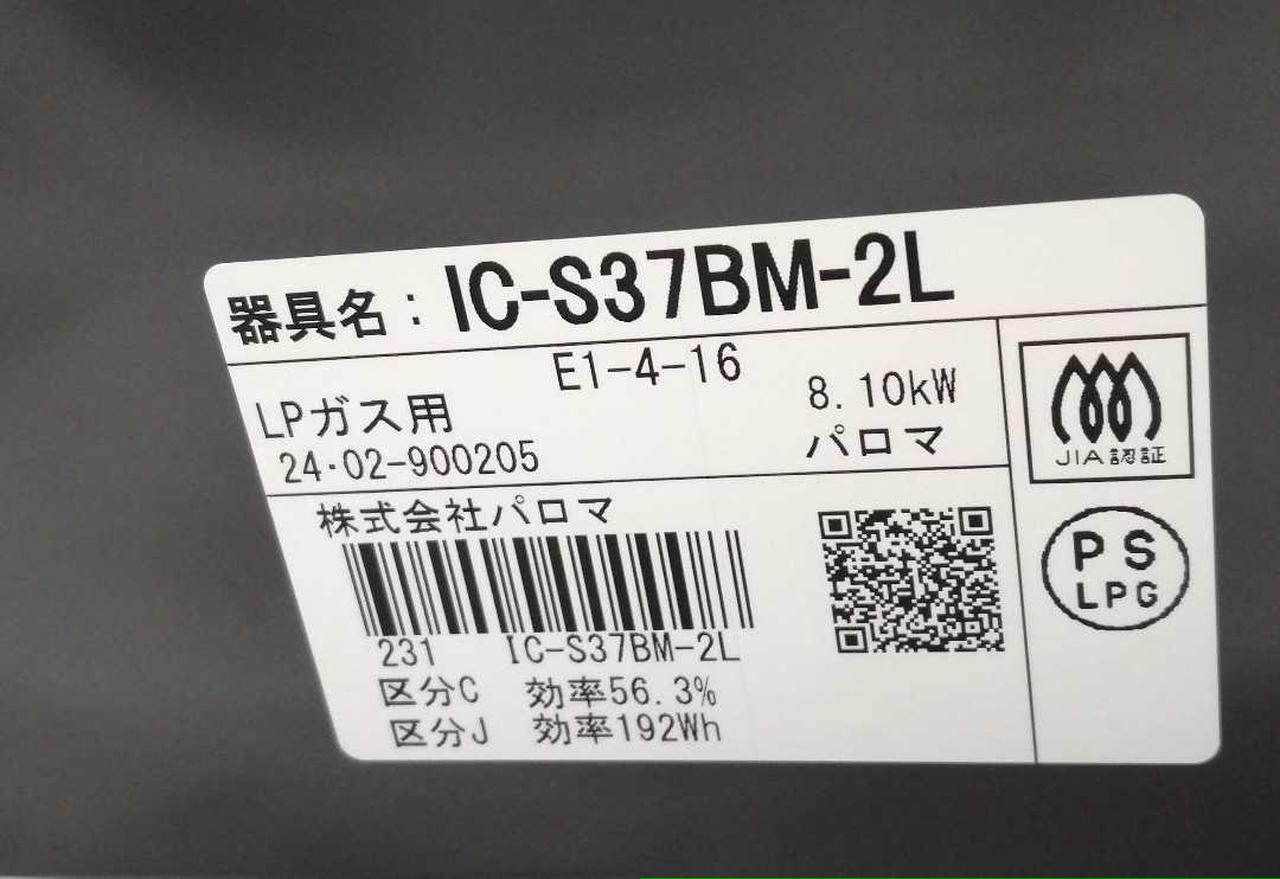 器具名：IC-S37BM-2L
E1-4-16
LPガス用
8.10kW
24・02-900205
パロマ
JIA認証
株式会社パロマ
PS
LPG
231 IC-S37BM-2L
区分C 効率56.3%
区分J 効率192Wh